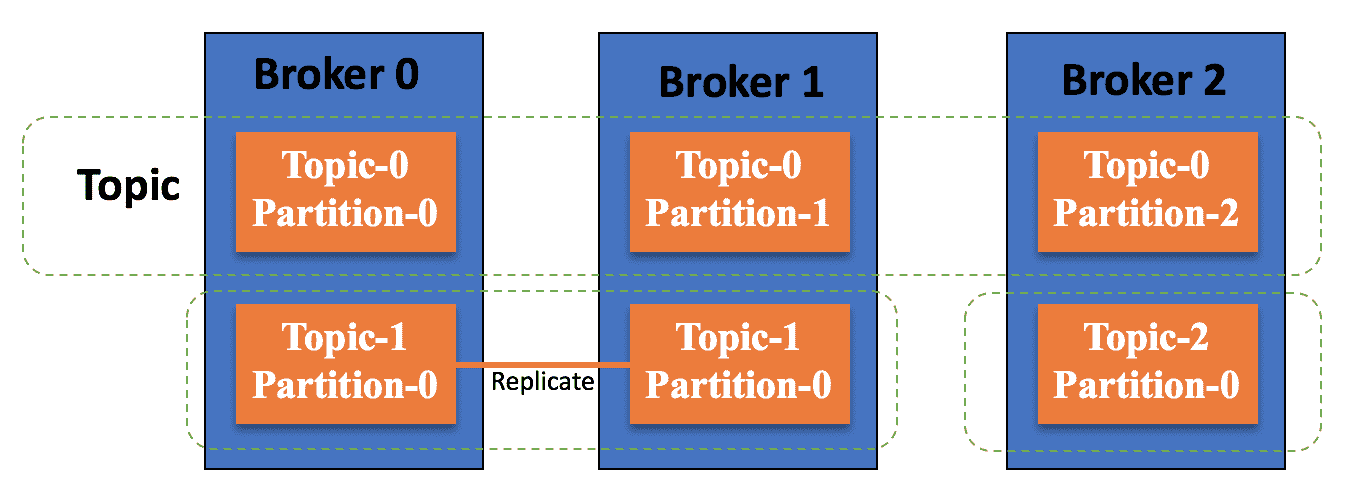 Broker 0
Broker 1
Broker 2
Topic
Topic-0
Partition-0
Topic-0
Partition-1
Topic-0
Partition-2
Topic-1
Partition-0
Replicate
Topic-1
Partition-0
Topic-2
Partition-0